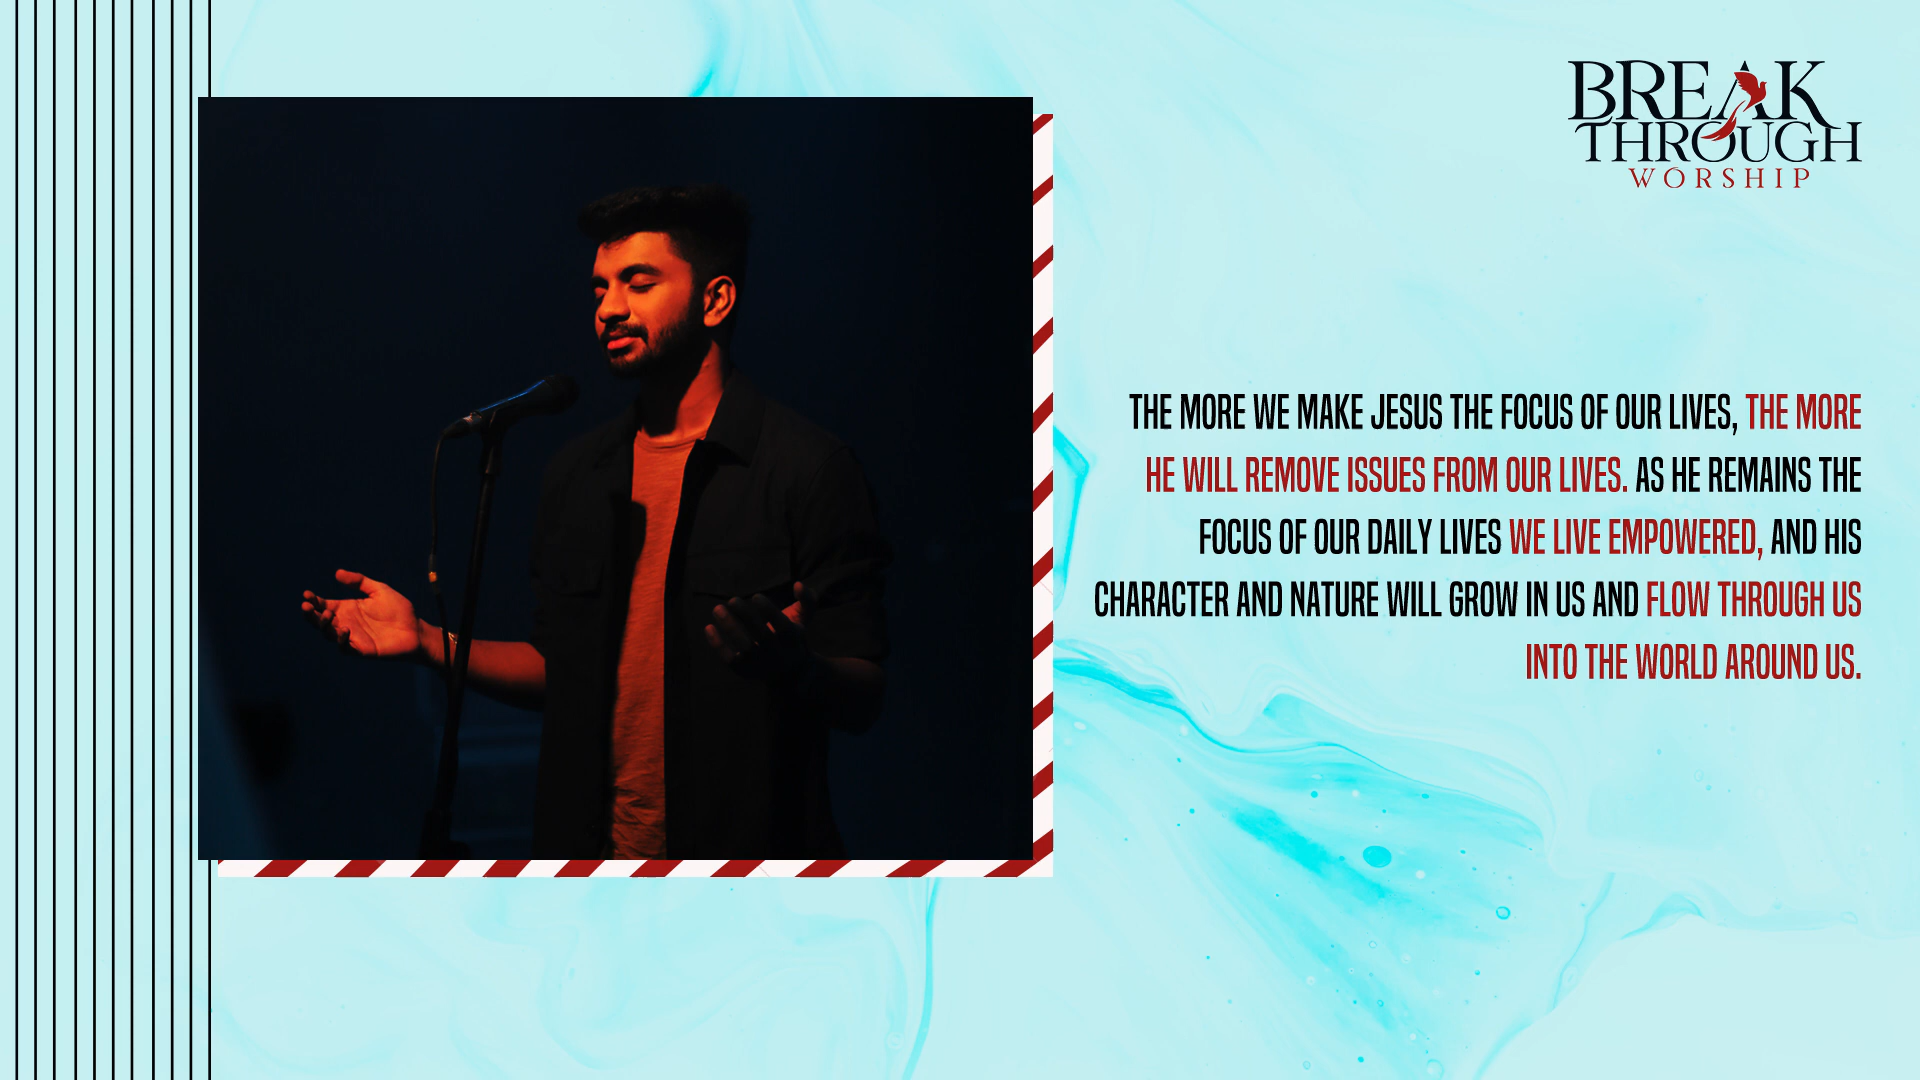 BREAK
THROUGH
WORSHIP
THE MORE WE MAKE JESUS THE FOCUS OF OUR LIVES, THE MORE
HE WILL REMOVE ISSUES FROM OUR LIVES. AS HE REMAINS THE
FOCUS OF OUR DAILY LIVES WE LIVE EMPOWERED, AND HIS
CHARACTER AND NATURE WILL GROW IN US AND FLOW THROUGH US
INTO THE WORLD AROUND US.